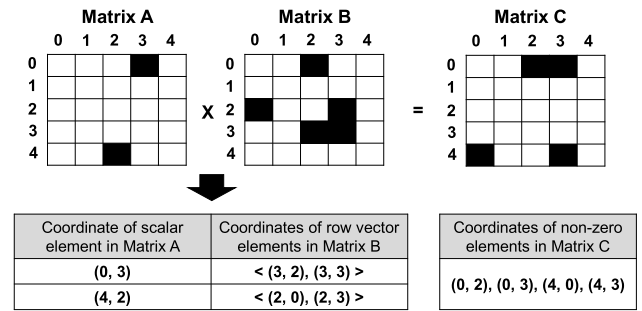 Matrix A
Matrix B
Matrix C
0 1 2 3 4
0 1 2 3 4
0 1 2 3 4
0
1
2
3
4
X
0
1
2
3
4
=
0
1
2
3
4
Coordinate of scalar
element in Matrix A
Coordinates of row vector
elements in Matrix B
(0, 3)
< (3, 2), (3, 3) >
(4, 2)
< (2, 0), (2, 3) >
Coordinates of non-zero
elements in Matrix C
(0, 2), (0, 3), (4, 0), (4, 3)